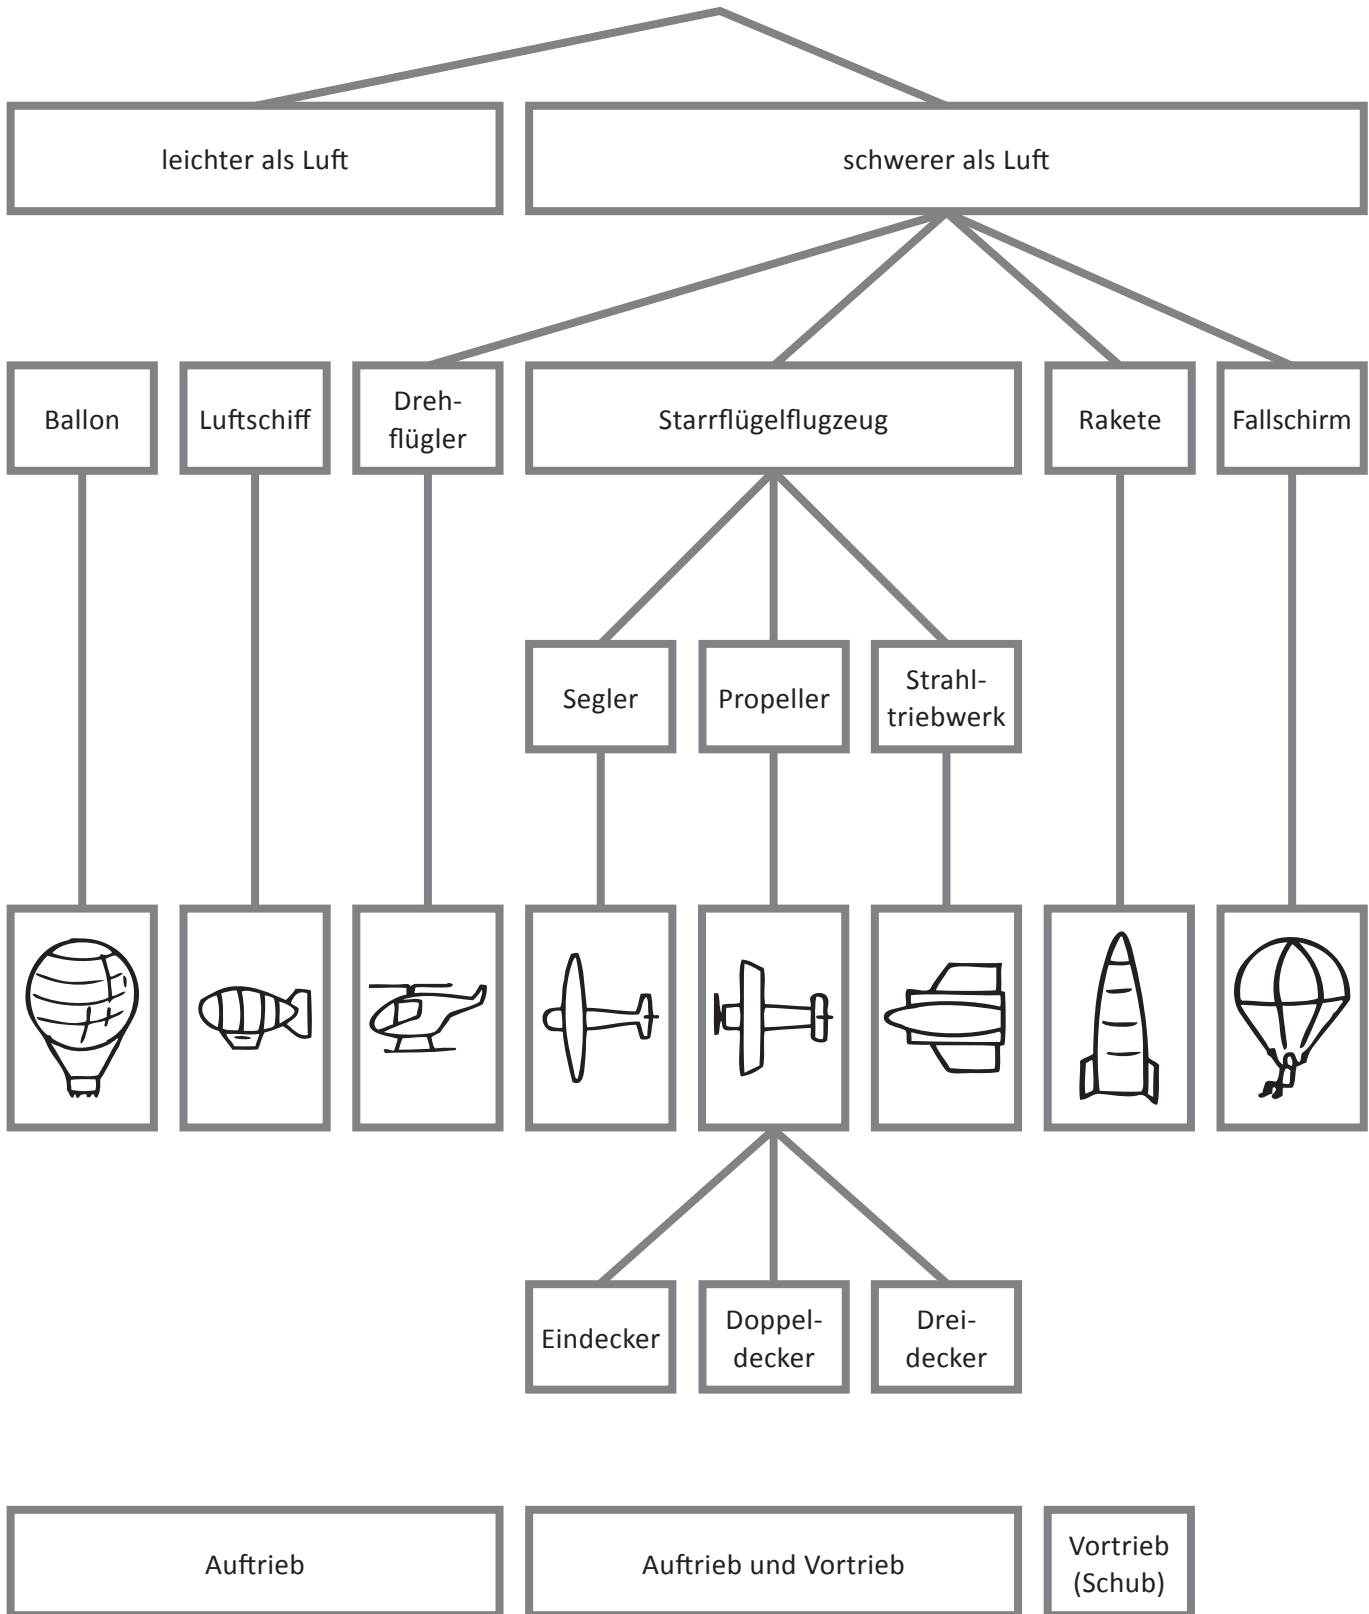 leichter als Luft
schwerer als Luft
Ballon
Luftschiff
Dreh-
flügler
Starrflügelflugzeug
Rakete
Fallschirm
Segler
Propeller
Strahl-
triebwerk
Eindecker
Doppel-
decker
Drei-
decker
Auftrieb
Auftrieb und Vortrieb
Vortrieb
(Schub)